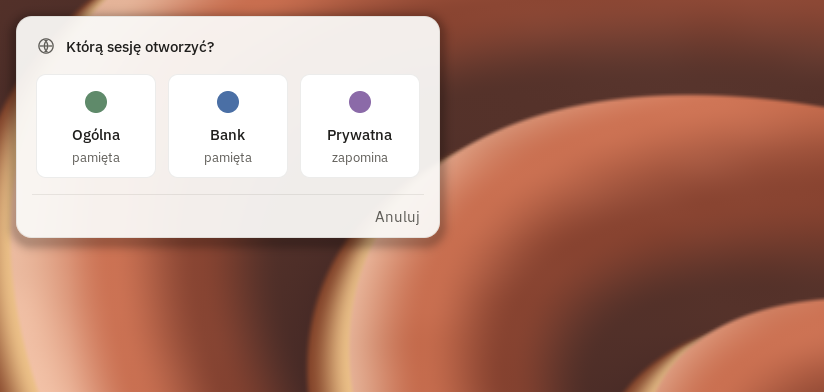 Którą sesję otworzyć?
Ogólna Bank Prywatna
pamięta pamięta zapomina
Anuluj